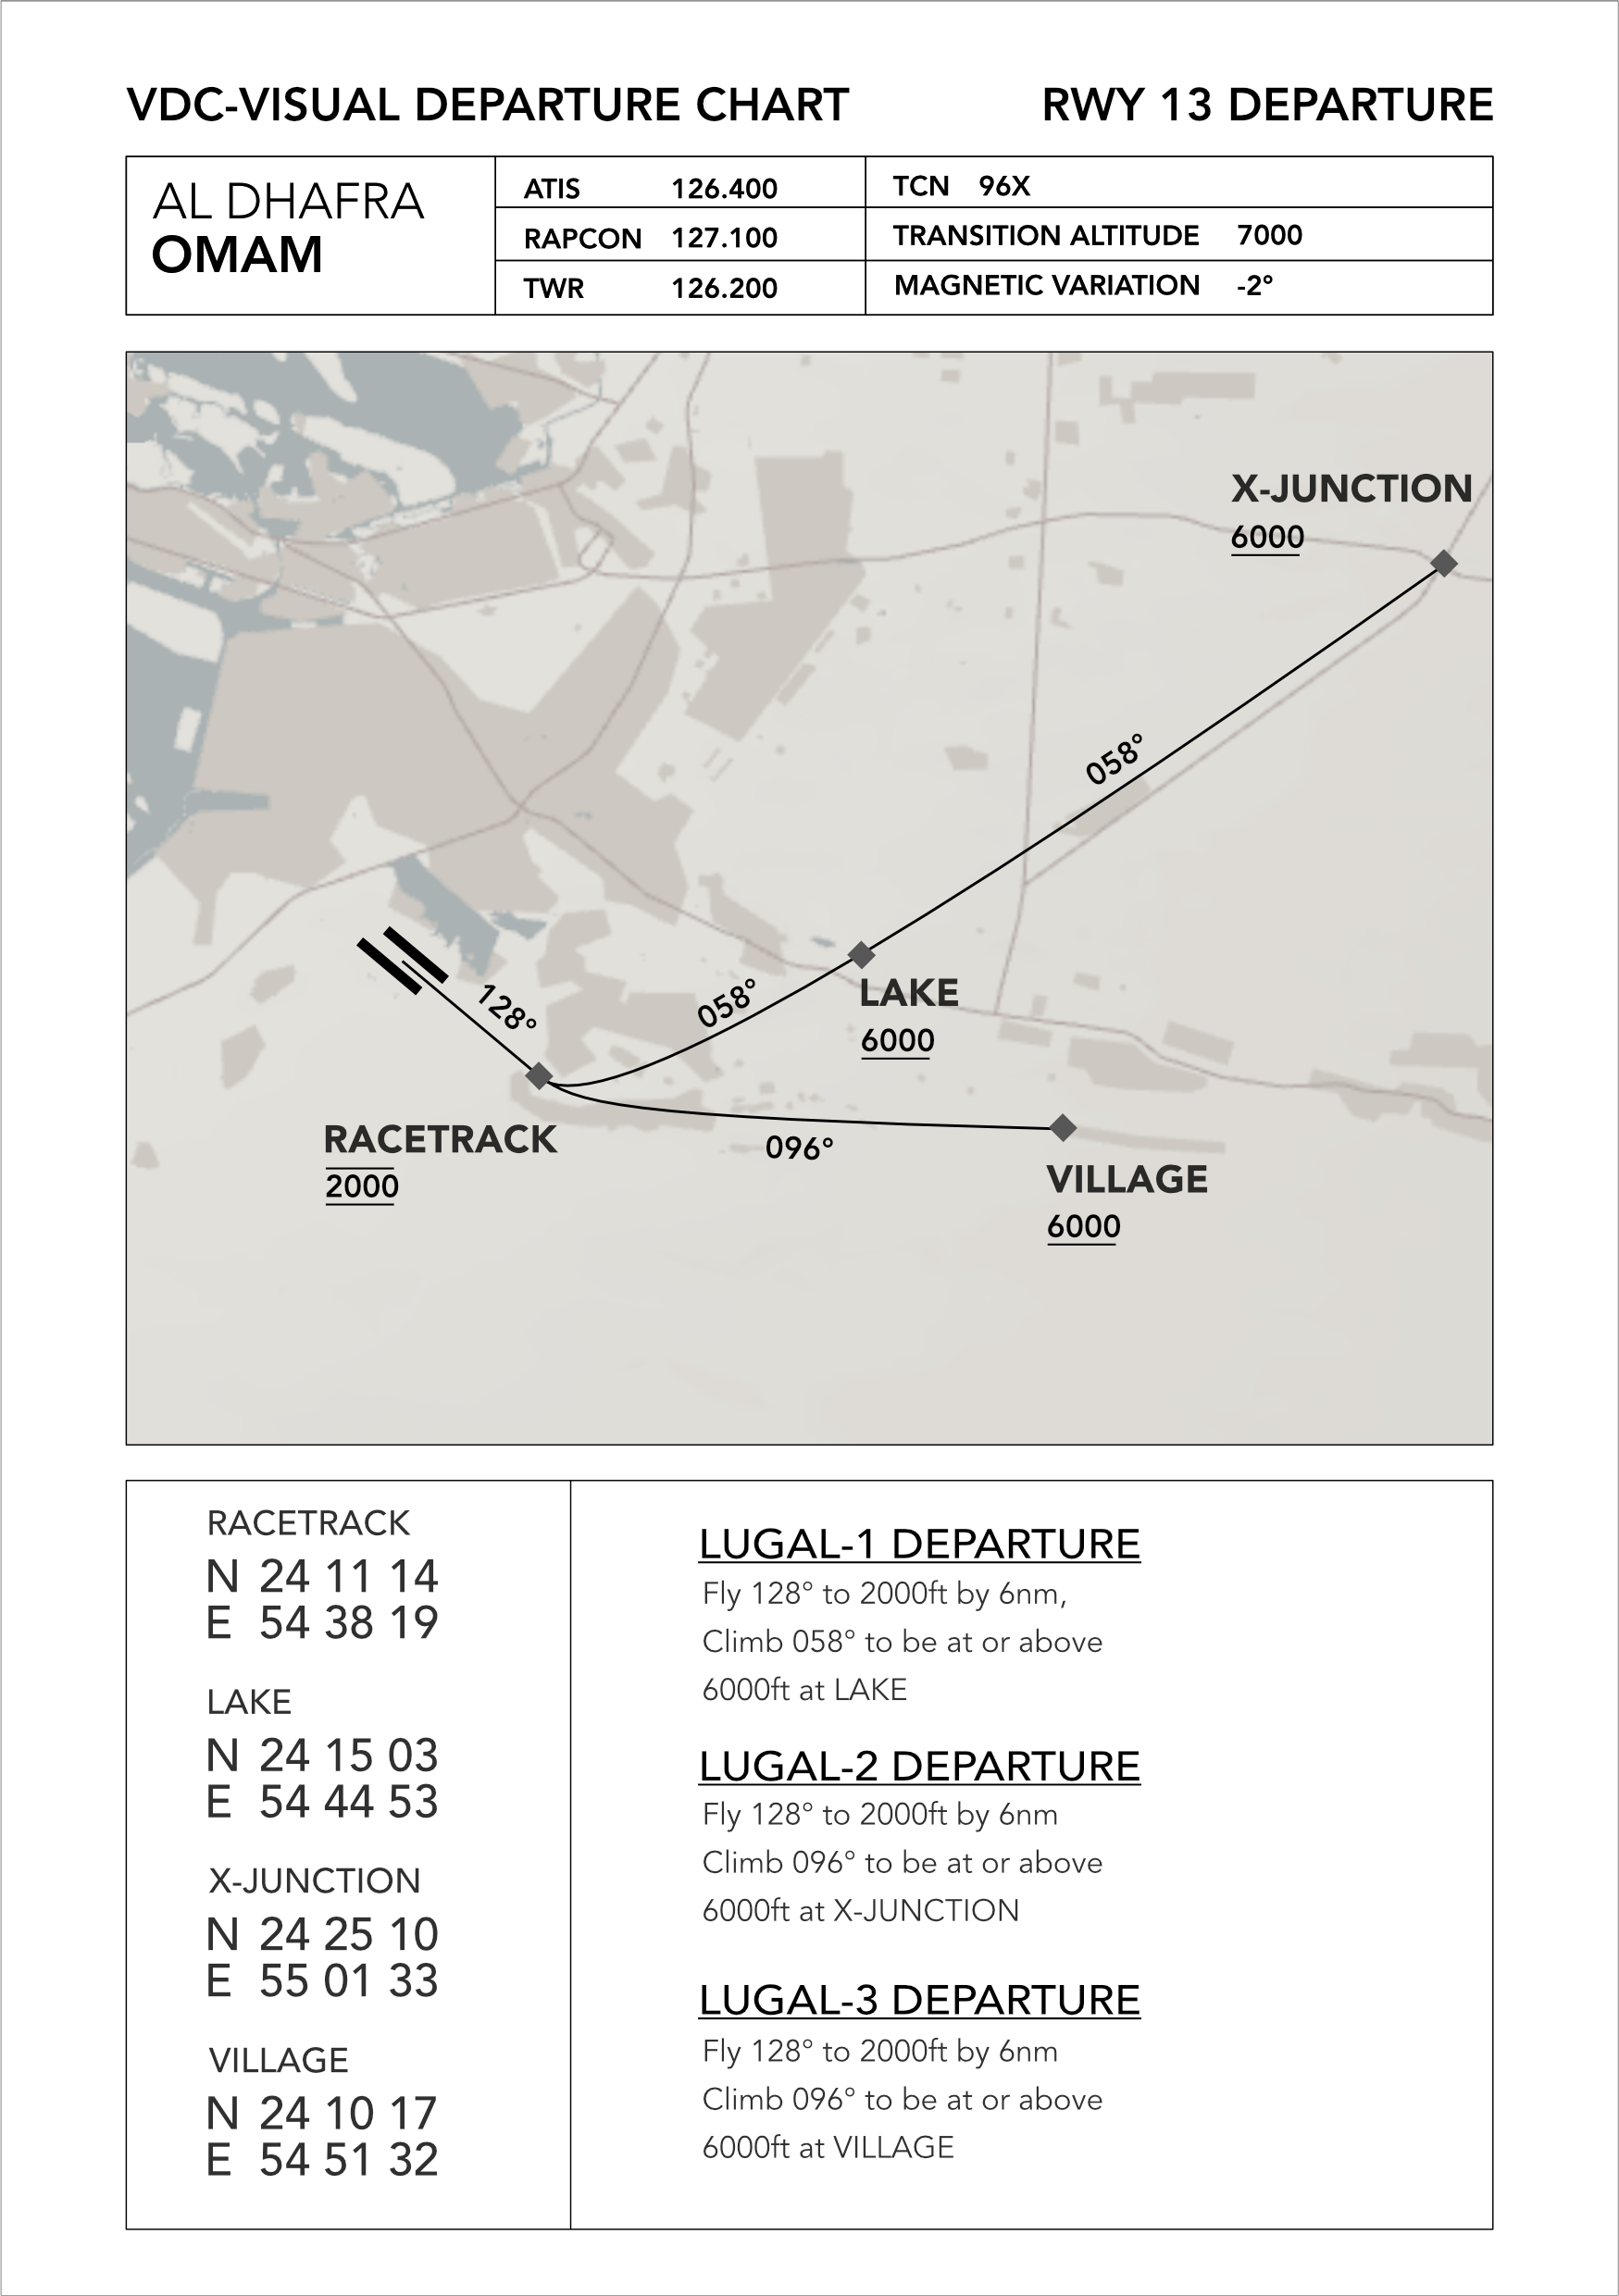 VDC-VISUAL DEPARTURE CHART
RWY 13 DEPARTURE
AL DHAFRA
OMAM
ATIS 126.400
RAPCON 127.100
TWR 126.200
TCN 96X
TRANSITION ALTITUDE 7000
MAGNETIC VARIATION -2°
X-JUNCTION
6000
058°
LAKE
6000
058°
128°
RACETRACK
2000
096°
VILLAGE
6000
RACETRACK
N 24 11 14
E 54 38 19
LAKE
N 24 15 03
E 54 44 53
X-JUNCTION
N 24 25 10
E 55 01 33
VILLAGE
N 24 10 17
E 54 51 32
LUGAL-1 DEPARTURE
Fly 128° to 2000ft by 6nm,
Climb 058° to be at or above
6000ft at LAKE
LUGAL-2 DEPARTURE
Fly 128° to 2000ft by 6nm
Climb 096° to be at or above
6000ft at X-JUNCTION
LUGAL-3 DEPARTURE
Fly 128° to 2000ft by 6nm
Climb 096° to be at or above
6000ft at VILLAGE